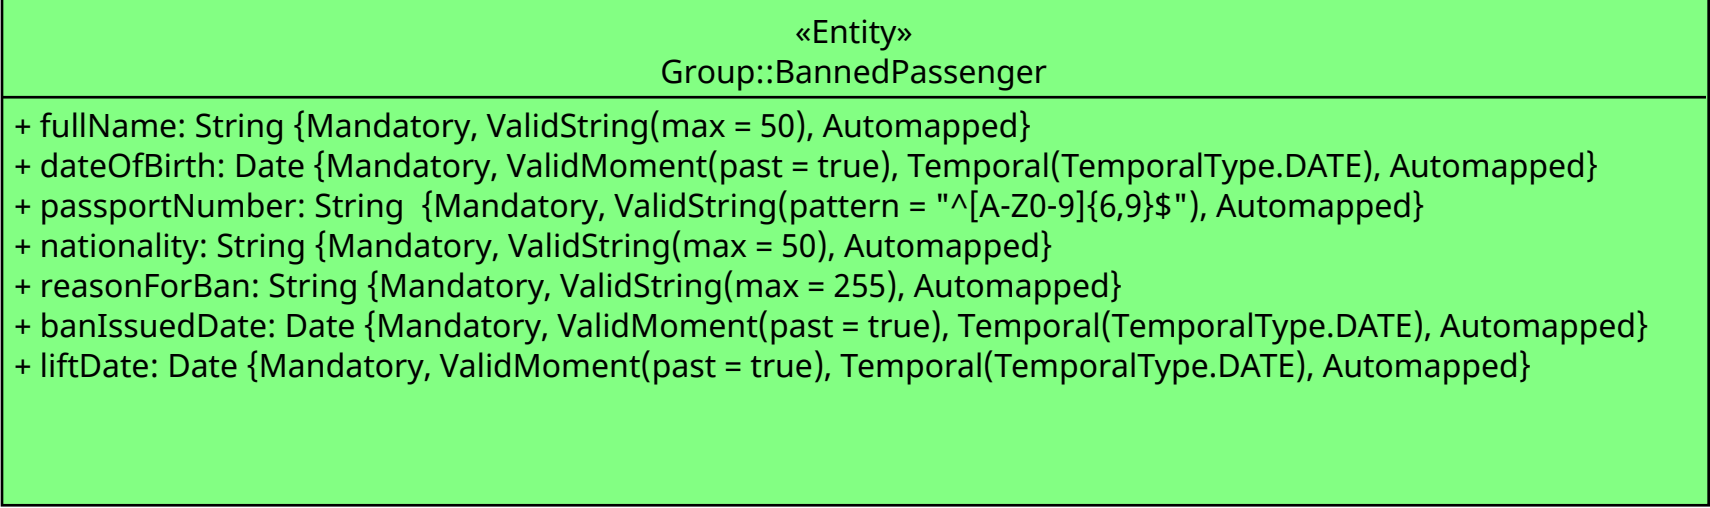 «Entity»
Group::BannedPassenger
+ fullName: String {Mandatory, ValidString(max = 50), Automapped}
+ dateOfBirth: Date {Mandatory, ValidMoment(past = true), Temporal(TemporalType.DATE), Automapped}
+ passportNumber: String  {Mandatory, ValidString(pattern = "^[A-Z0-9]{6,9}$"), Automapped}
+ nationality: String {Mandatory, ValidString(max = 50), Automapped}
+ reasonForBan: String {Mandatory, ValidString(max = 255), Automapped}
+ banIssuedDate: Date {Mandatory, ValidMoment(past = true), Temporal(TemporalType.DATE), Automapped}
+ liftDate: Date {Mandatory, ValidMoment(past = true), Temporal(TemporalType.DATE), Automapped}